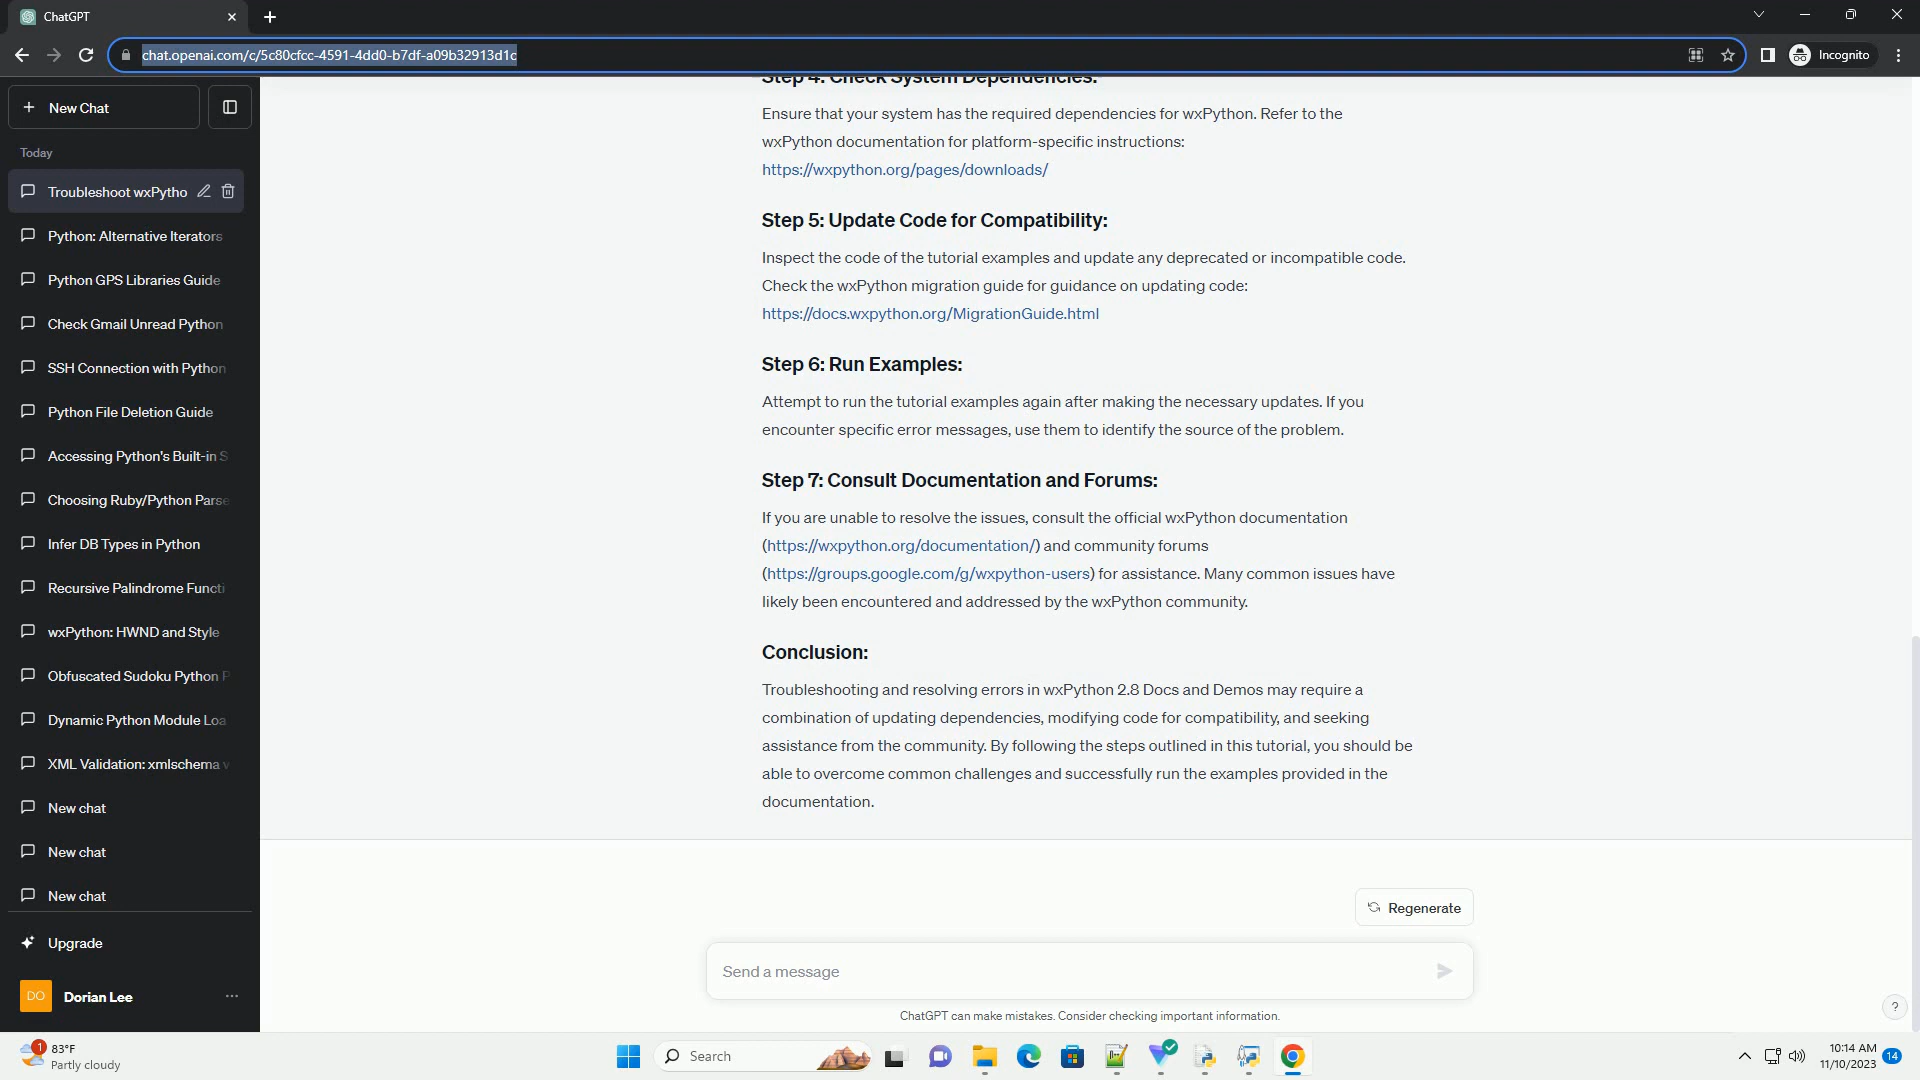 ChatGPT
chat.openai.com/c/5c80cfcc-4591-4dd0-b7df-a09b32913d1c
Incognito
New Chat
Today
Troubleshoot wxPytho
Python: Alternative Iterators
Python GPS Libraries Guide
Check Gmail Unread Python
SSH Connection with Python
Python File Deletion Guide
Accessing Python's Built-in S
Choosing Ruby/Python Parse
Infer DB Types in Python
Recursive Palindrome Functi
wxPython: HWND and Style
Obfuscated Sudoku Python P
Dynamic Python Module Loa
XML Validation: xmlschema v
New chat
New chat
New chat
Upgrade
DO
Dorian Lee
Step 4: Check System Dependencies:
Ensure that your system has the required dependencies for wxPython. Refer to the
wxPython documentation for platform-specific instructions:
https://wxpython.org/pages/downloads/
Step 5: Update Code for Compatibility:
Inspect the code of the tutorial examples and update any deprecated or incompatible code.
Check the wxPython migration guide for guidance on updating code:
https://docs.wxpython.org/MigrationGuide.html
Step 6: Run Examples:
Attempt to run the tutorial examples again after making the necessary updates. If you
encounter specific error messages, use them to identify the source of the problem.
Step 7: Consult Documentation and Forums:
If you are unable to resolve the issues, consult the official wxPython documentation
(https://wxpython.org/documentation/) and community forums
(https://groups.google.com/g/wxpython-users) for assistance. Many common issues have
likely been encountered and addressed by the wxPython community.
Conclusion:
Troubleshooting and resolving errors in wxPython 2.8 Docs and Demos may require a
combination of updating dependencies, modifying code for compatibility, and seeking
assistance from the community. By following the steps outlined in this tutorial, you should be
able to overcome common challenges and successfully run the examples provided in the
documentation.
Regenerate
Send a message
ChatGPT can make mistakes. Consider checking important information.
?
1
83°F
Partly cloudy
Search
10:14 AM
11/10/2023
14